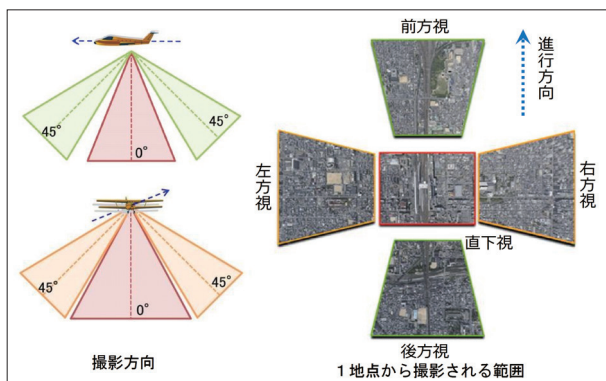 45°
45°
0°
45°
45°
0°
撮影方向
前方視
進行方向
左方視
右方視
直下視
後方視
1地点から撮影される範囲